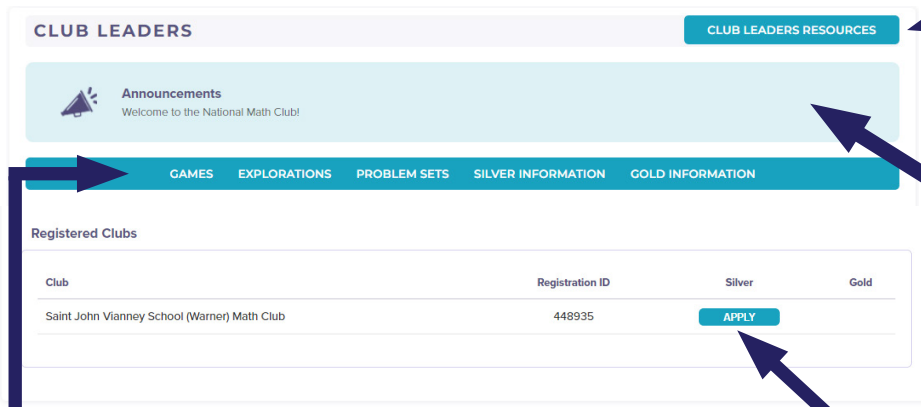 CLUB LEADERS
CLUB LEADERS RESOURCES
Announcements
Welcome to the National Math Club!
GAMES EXPLORATIONS PROBLEM SETS SILVER INFORMATION GOLD INFORMATION
Registered Clubs
Club Registration ID Silver Gold
Saint John Vianney School (Warner) Math Club 448935 APPLY